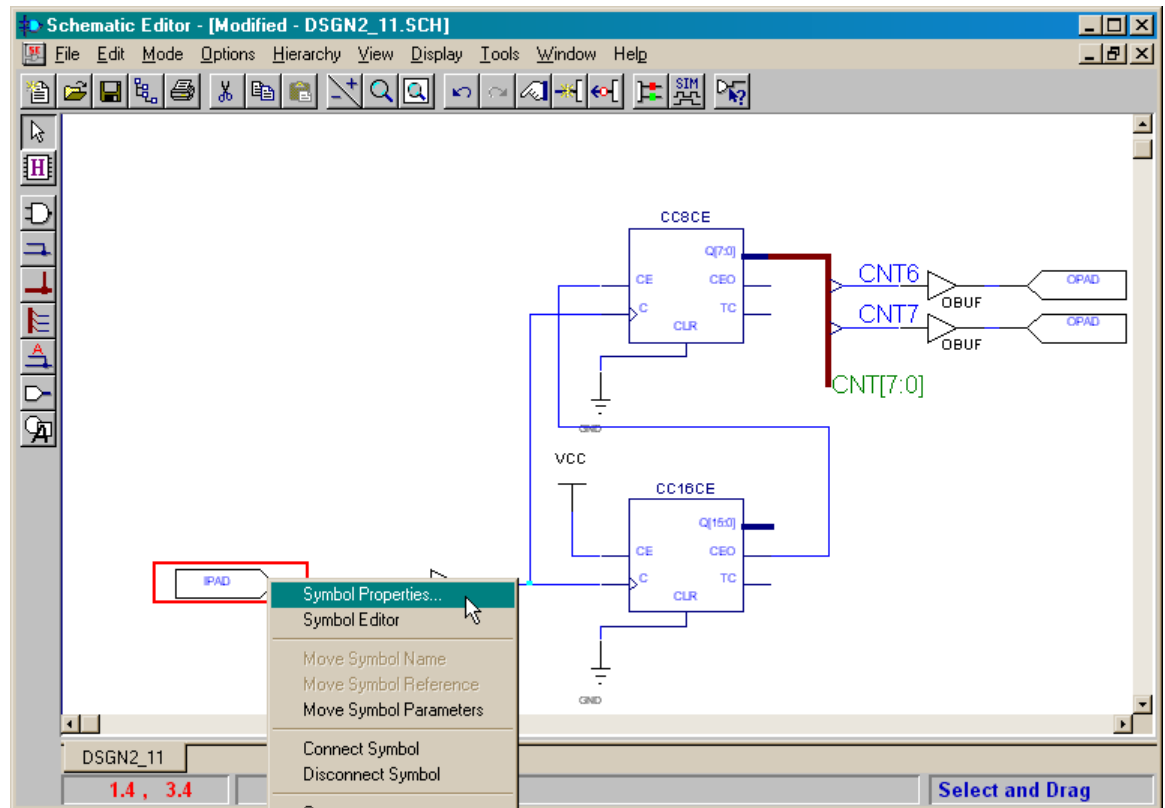 Schematic Editor - [Modified - DSGN2_11.SCH]
File Edit Mode Options Hierarchy View Display Tools Window Help
SIM
H
A
A
CC8CE
Q[7:0]
CE
CEO
C
TC
CLR
CNT6
OBUF
OPAD
CNT7
OBUF
OPAD
CNT[7:0]
GND
VCC
CC16CE
Q[15:0]
CE
CEO
C
TC
CLR
GND
IPAD
Symbol Properties...
Symbol Editor
Move Symbol Name
Move Symbol Reference
Move Symbol Parameters
Connect Symbol
Disconnect Symbol
DSGN2_11
1.4 , 3.4
Select and Drag